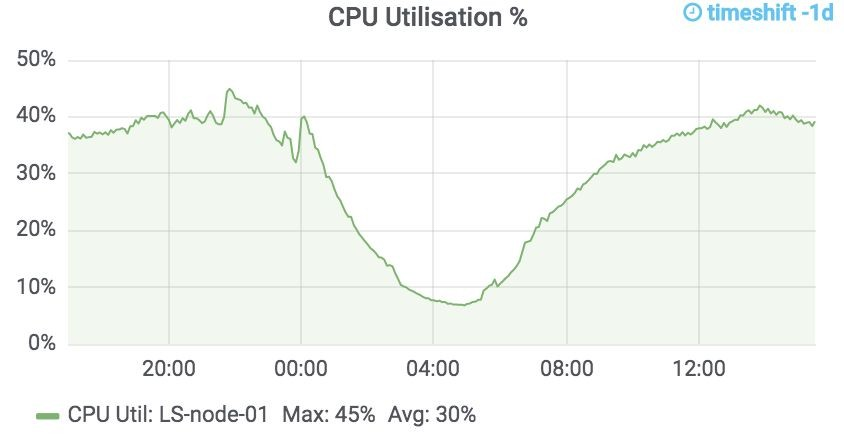 CPU Utilisation %
timeshift -1d
50%
40%
30%
20%
10%
0%
20:00 00:00 04:00 08:00 12:00
CPU Util: LS-node-01 Max: 45% Avg: 30%